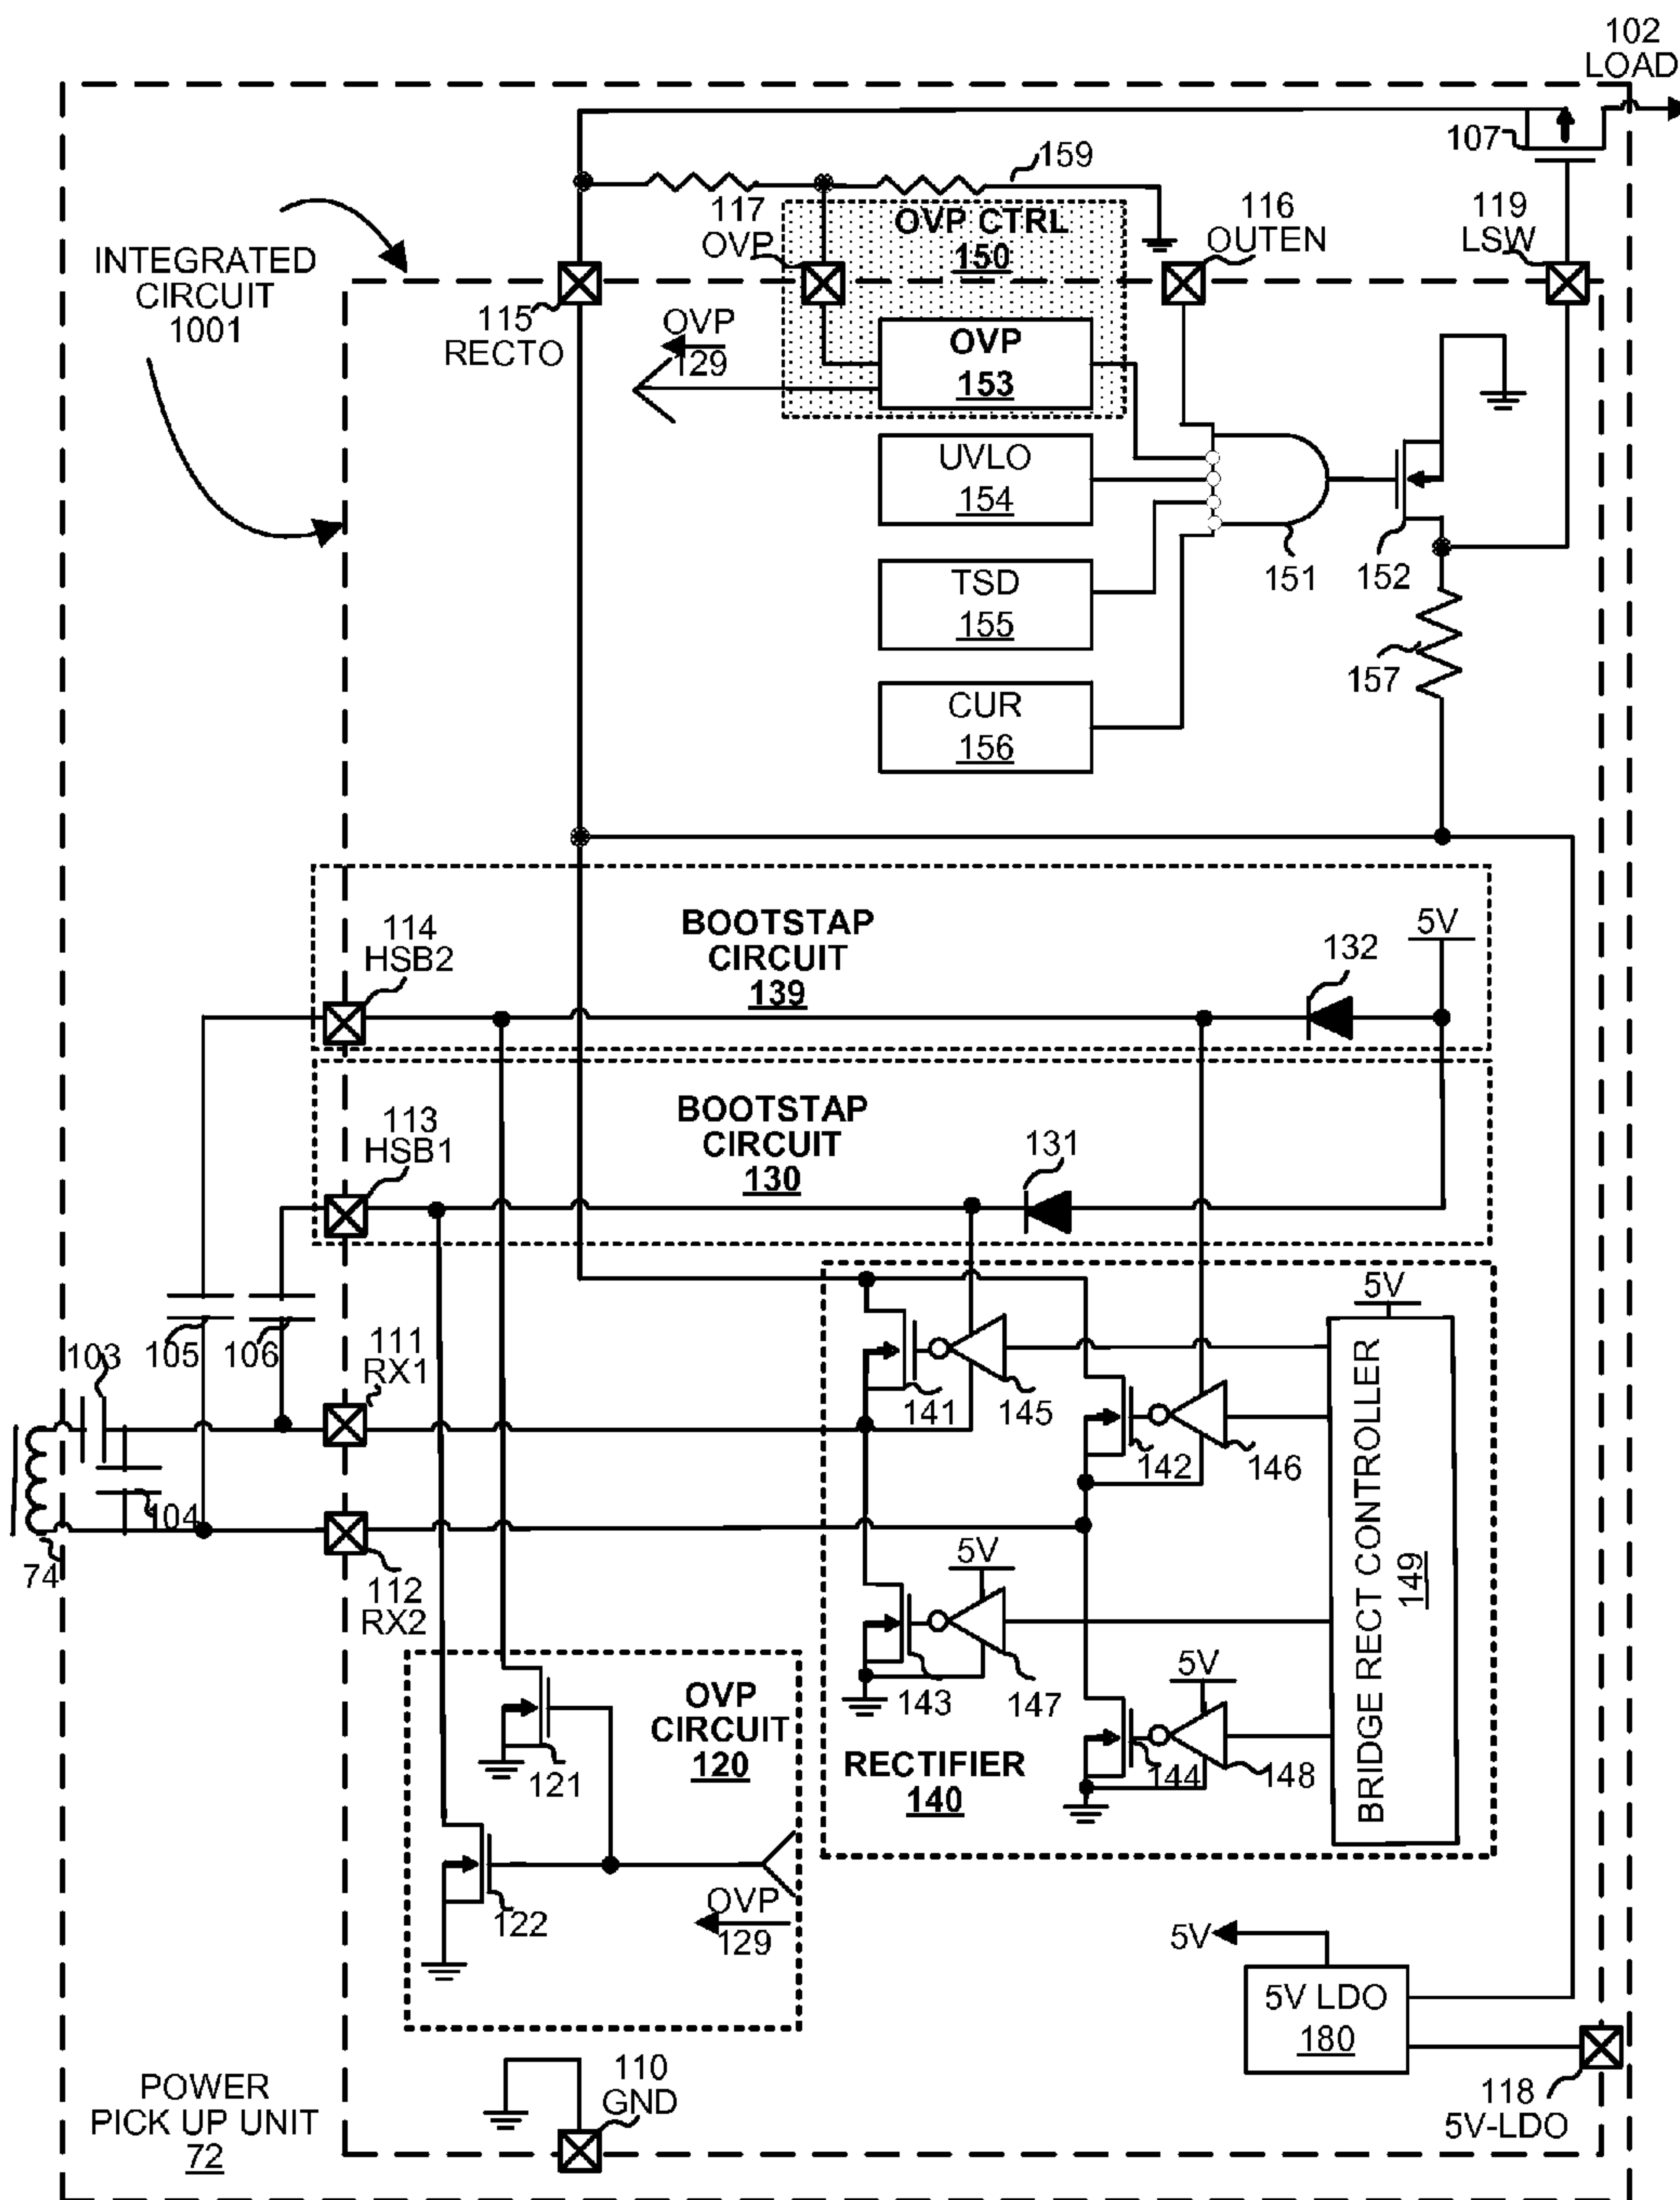 102
LOAD
107
159
117
OVP
OVP CTRL
150
116
OUTEN
119
LSW
INTEGRATED
CIRCUIT
1001
115
RECTO
OVP
129
OVP
153
UVLO
154
TSD
155
CUR
156
151
152
157
BOOTSTAP
CIRCUIT
139
114
HSB2
132
5V
BOOTSTAP
CIRCUIT
130
113
HSB1
131
5V
103
105
106
111
RX1
141
145
142
146
104
74
112
RX2
5V
143
147
5V
144
148
BRIDGE RECT CONTROLLER
149
OVP
CIRCUIT
120
121
122
OVP
129
RECTIFIER
140
5V
5V LDO
180
118
5V-LDO
110
GND
POWER
PICK UP UNIT
72